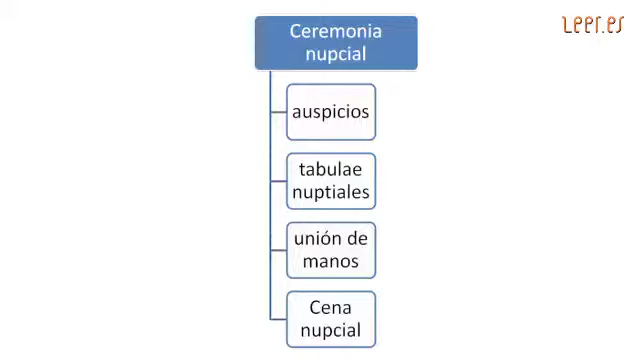 Leer.es
Ceremonia
nupcial
auspicios
tabulae
nuptiales
unión de
manos
Cena
nupcial